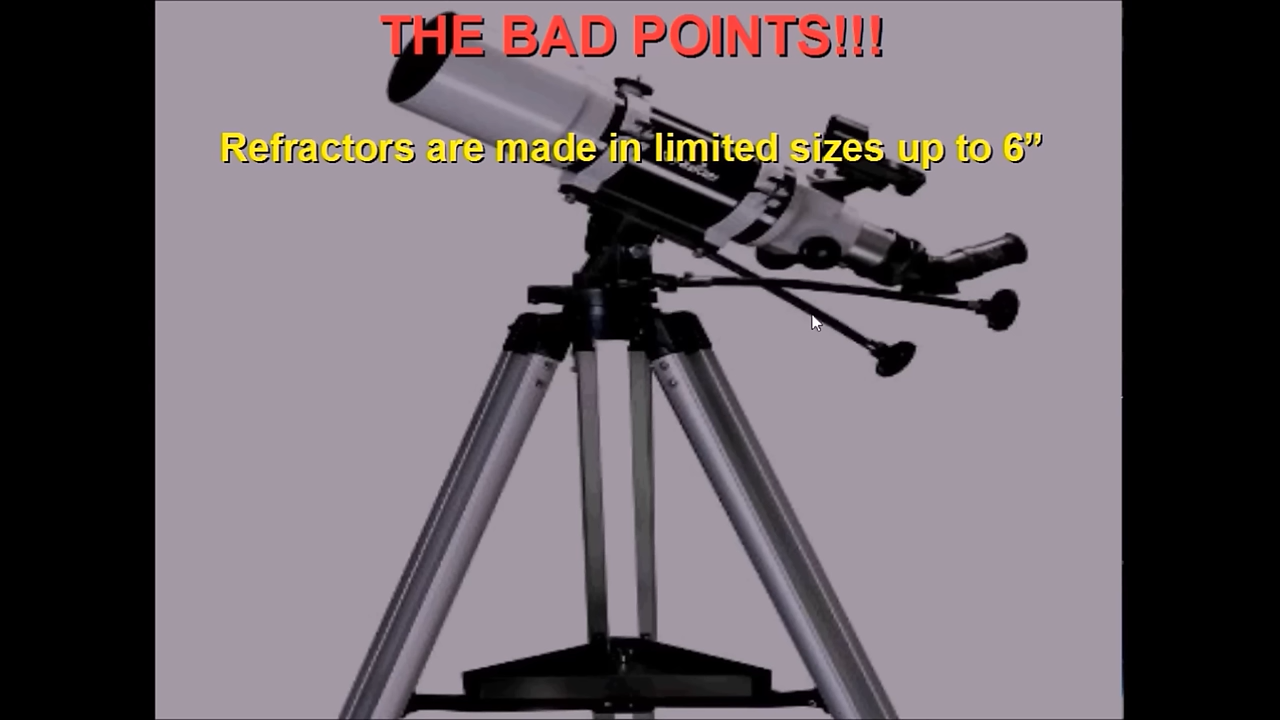 THE BAD POINTS!!!
Refractors are made in limited sizes up to 6”